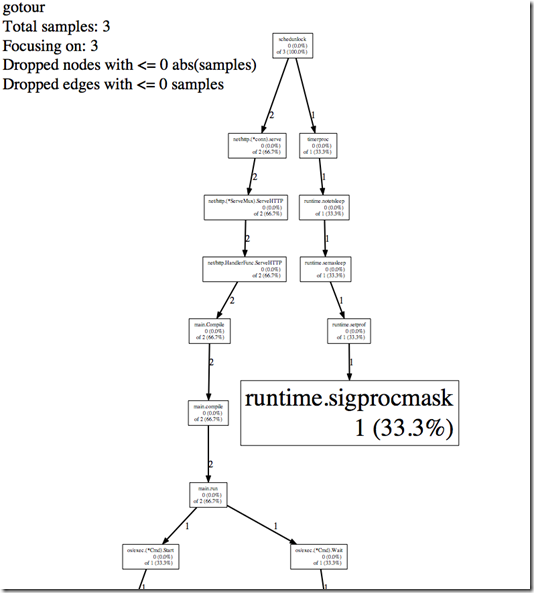 gotour
Total samples: 3
Focusing on: 3
Dropped nodes with <= 0 abs(samples)
Dropped edges with <= 0 samples
schedunlock
0 (0.0%)
of 3 (100.0%)
2
1
net/http.(*conn).serve
0 (0.0%)
of 2 (66.7%)
timerproc
0 (0.0%)
of 1 (33.3%)
2
1
net/http.(*ServeMux).ServeHTTP
0 (0.0%)
of 2 (66.7%)
runtime.notetsleep
0 (0.0%)
of 1 (33.3%)
2
1
net/http.HandlerFunc.ServeHTTP
0 (0.0%)
of 2 (66.7%)
runtime.semasleep
0 (0.0%)
of 1 (33.3%)
2
1
main.Compile
0 (0.0%)
of 2 (66.7%)
runtime.setprof
0 (0.0%)
of 1 (33.3%)
2
1
main.compile
0 (0.0%)
of 2 (66.7%)
runtime.sigprocmask
1 (33.3%)
2
main.run
0 (0.0%)
of 2 (66.7%)
1
1
os/exec.(*Cmd).Start
0 (0.0%)
of 1 (33.3%)
os/exec.(*Cmd).Wait
0 (0.0%)
of 1 (33.3%)
1
1